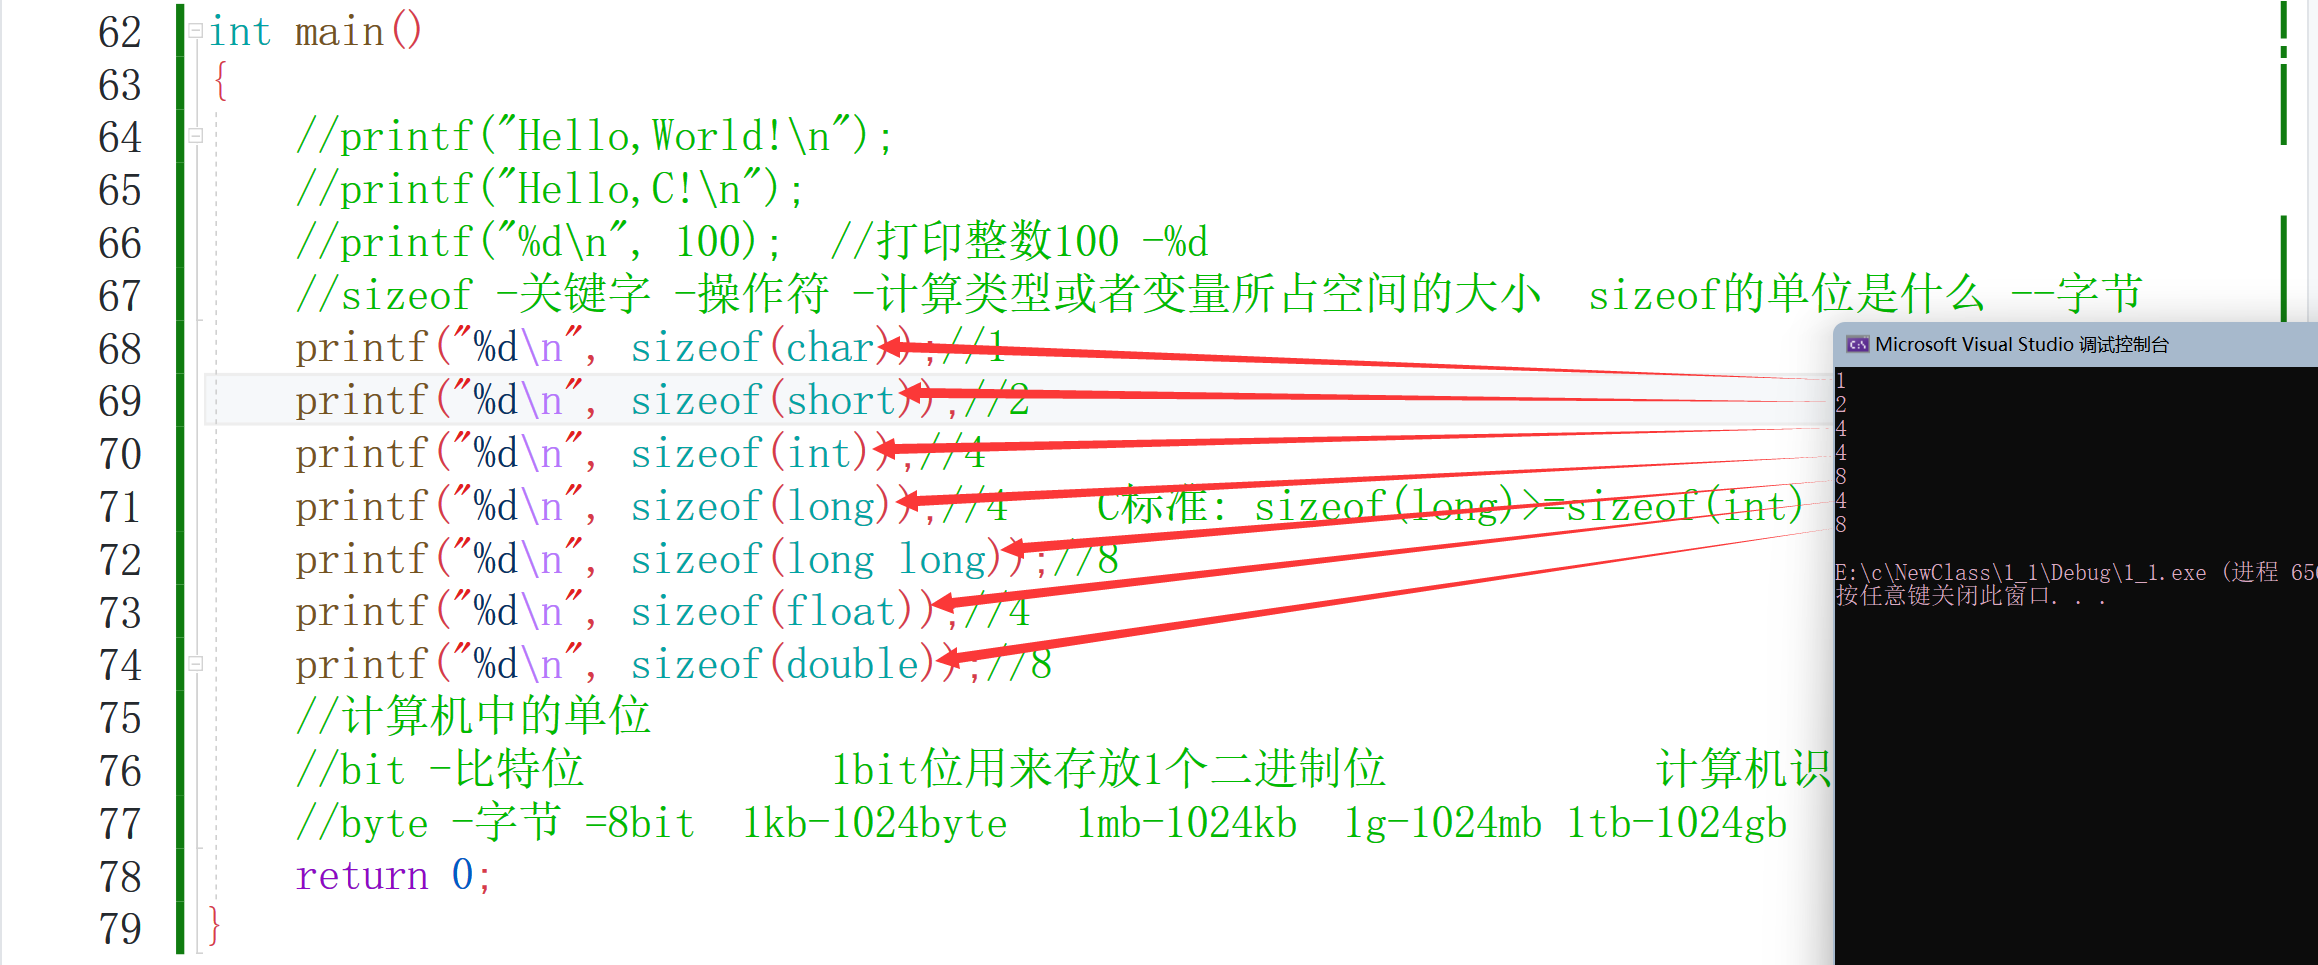 62 int main()
63 {
64 //printf("Hello,World!\n");
65 //printf("Hello,C!\n");
66 //printf("%d\n", 100);  //打印整数100 -%d
67 //sizeof -关键字 -操作符 -计算类型或者变量所占空间的大小  sizeof的单位是什么 --字节
68 printf("%d\n", sizeof(char));//1
69 printf("%d\n", sizeof(short));//2
70 printf("%d\n", sizeof(int));//4
71 printf("%d\n", sizeof(long));//4    C标准: sizeof(long)>=sizeof(int)
72 printf("%d\n", sizeof(long long));//8
73 printf("%d\n", sizeof(float));//4
74 printf("%d\n", sizeof(double));//8
75 //计算机中的单位
76 //bit -比特位           1bit位用来存放1个二进制位            计算机识
77 //byte -字节 =8bit  1kb-1024byte   1mb-1024kb  1g-1024mb 1tb-1024gb
78 return 0;
79 }
Microsoft Visual Studio 调试控制台
1
2
4
4
8
4
8
E:\c\NewClass\1_1\Debug\1_1.exe (进程 650
按任意键关闭此窗口. . .